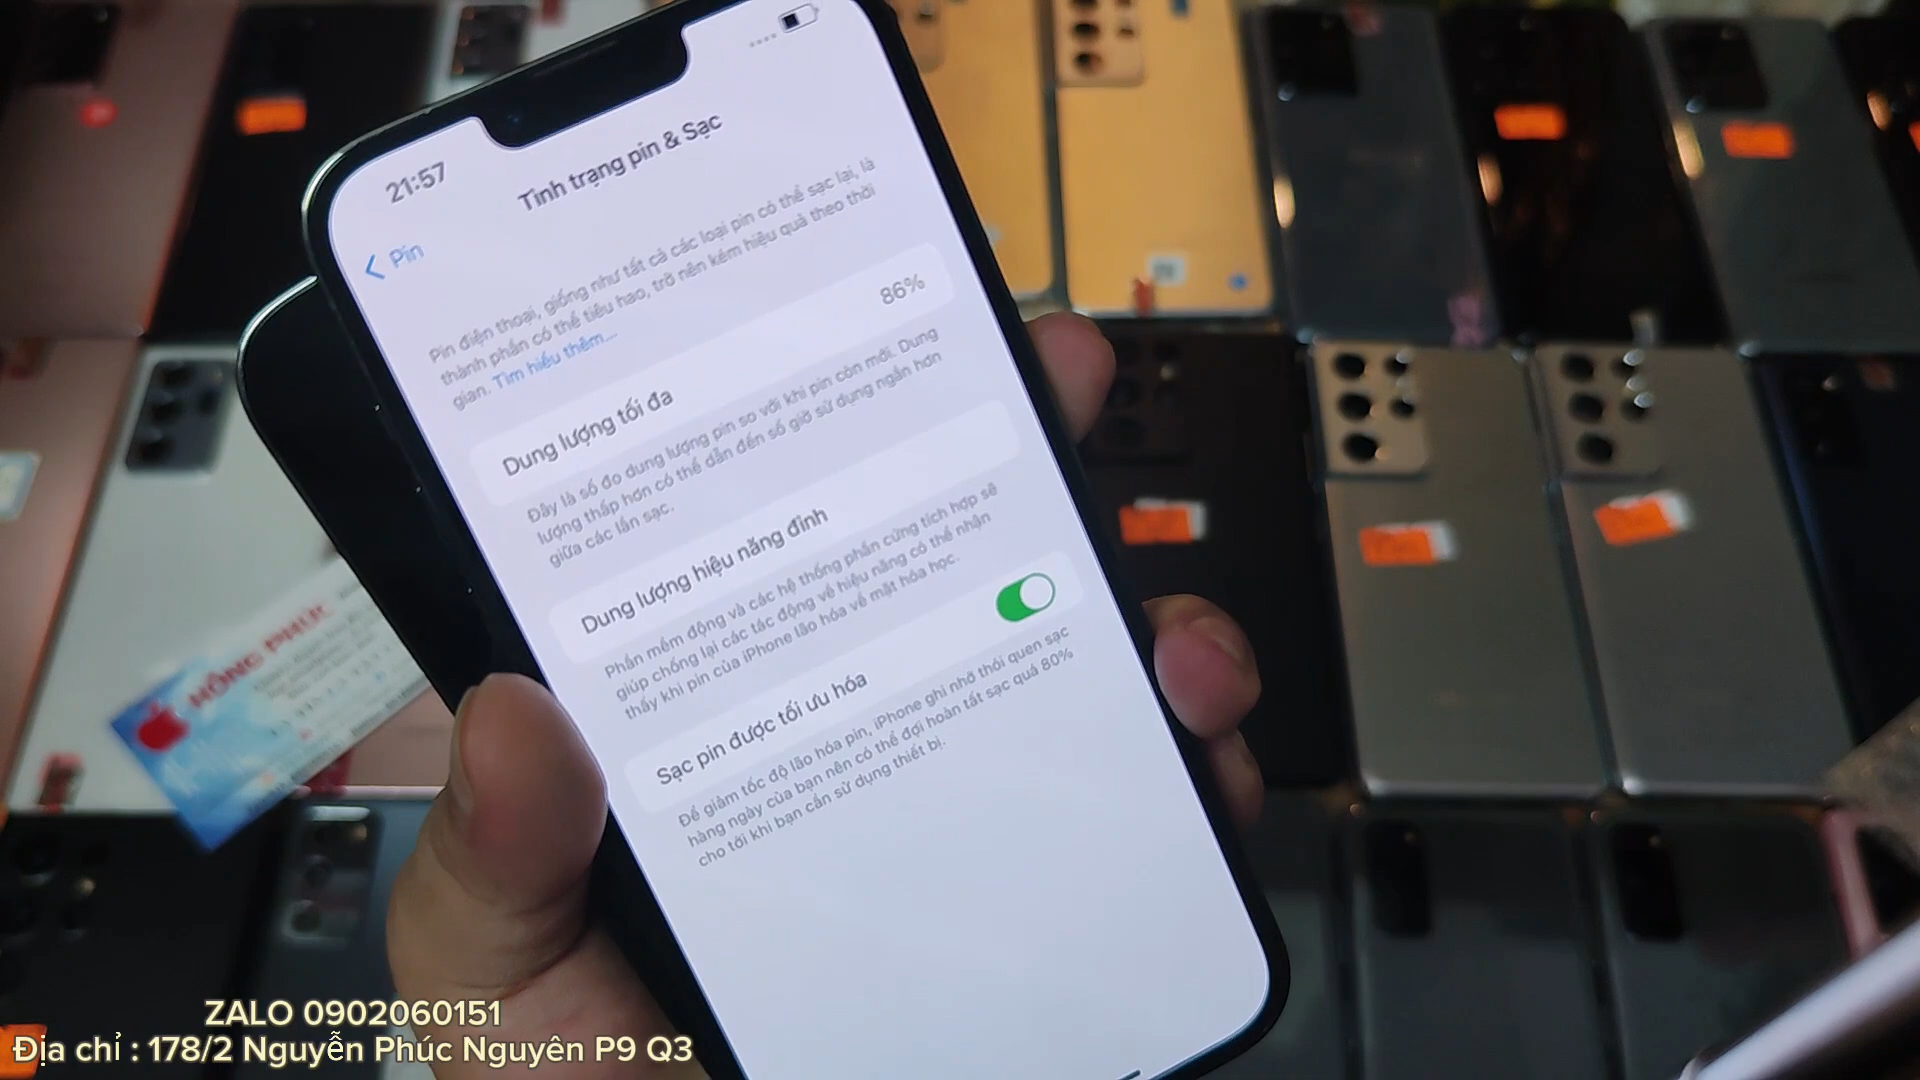 21:57
Tình trạng pin & Sạc
Pin
Pin điện thoại, giống như tất cả các loại pin có thể sạc lại, là
thành phần có thể tiêu hao, trở nên kém hiệu quả theo thời
gian. Tìm hiểu thêm...
Dung lượng tối đa
86%
Đây là số đo dung lượng pin so với khi pin còn mới. Dung
lượng thấp hơn có thể dẫn đến số giờ sử dụng ngắn hơn
giữa các lần sạc.
Dung lượng hiệu năng đỉnh
Phần mềm động và các hệ thống phần cứng tích hợp sẽ
giúp chống lại các tác động về hiệu năng có thể nhận
thấy khi pin của iPhone lão hóa về mặt hóa học.
Sạc pin được tối ưu hóa
Để giảm tốc độ lão hóa pin, iPhone ghi nhớ thói quen sạc
hàng ngày của bạn nên có thể đợi hoàn tất sạc quá 80%
cho tới khi bạn cần sử dụng thiết bị.
HỒNG PHÚC
ZALO 0902060151
Địa chỉ : 178/2 Nguyễn Phúc Nguyên P9 Q3